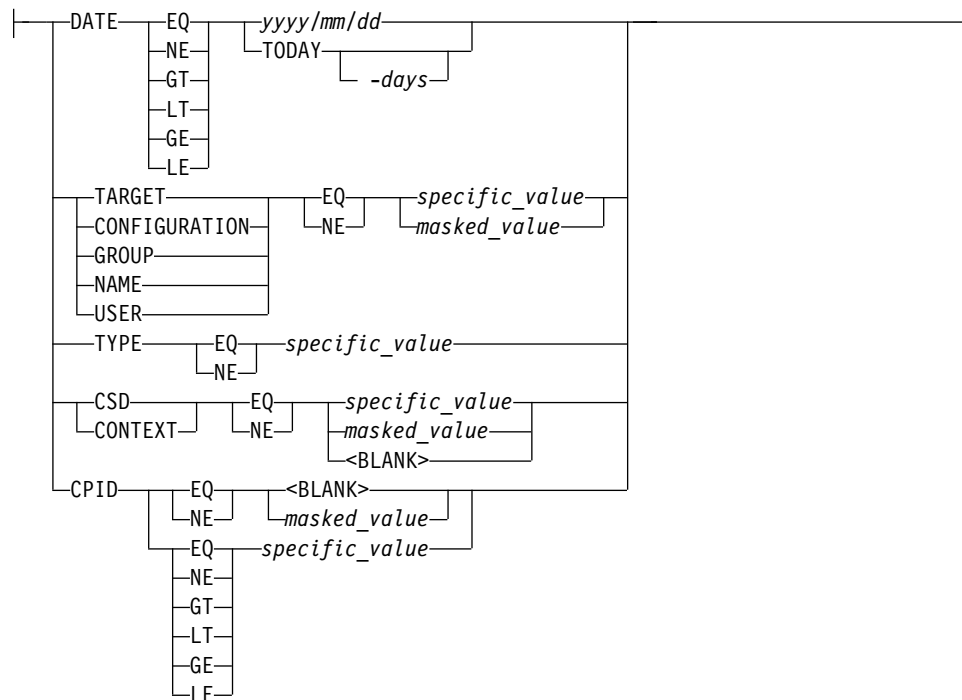 DATE EQ yyyy/mm/dd
NE TODAY
GT -days
LT
GE
LE
TARGET EQ specific_value
CONFIGURATION NE masked_value
GROUP
NAME
USER
TYPE EQ specific_value
NE
CSD EQ specific_value
CONTEXT NE masked_value
<BLANK>
CPID EQ <BLANK>
NE masked_value
EQ specific_value
NE
GT
LT
GE
LE